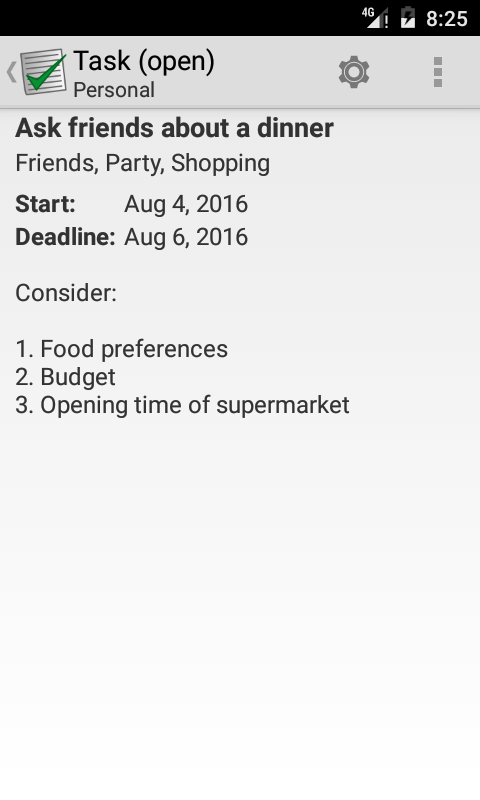 4G 8:25
Task (open)
Personal
Ask friends about a dinner
Friends, Party, Shopping
Start: Aug 4, 2016
Deadline: Aug 6, 2016
Consider:
1. Food preferences
2. Budget
3. Opening time of supermarket